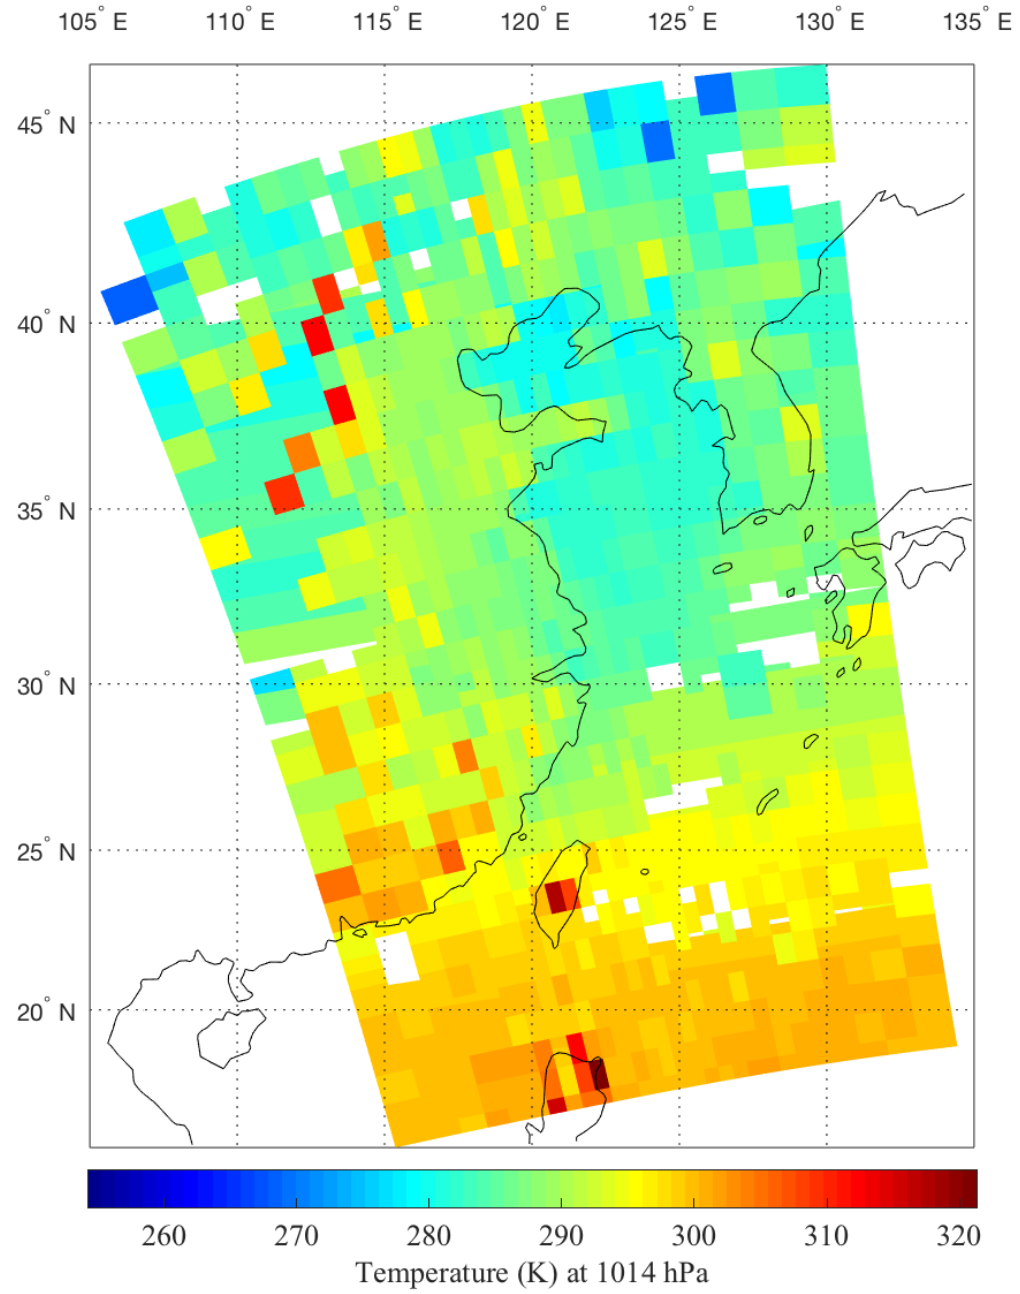 105° E 110° E 115° E 120° E 125° E 130° E 135° E
45° N
40° N
35° N
30° N
25° N
20° N
260 270 280 290 300 310 320
Temperature (K) at 1014 hPa